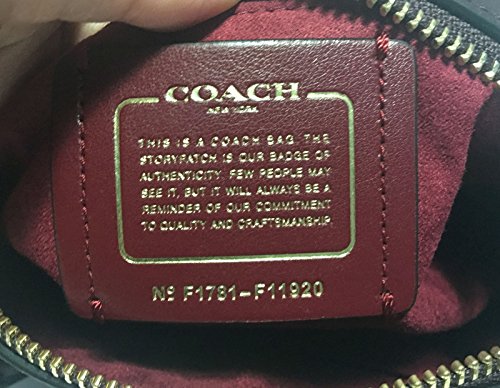 COACH
NEW YORK
THIS IS A COACH BAG. THE
STORYPATCH IS OUR BADGE OF
AUTHENTICITY. FEW PEOPLE MAY
SEE IT, BUT IT WILL ALWAYS BE A
REMINDER OF OUR COMMITMENT
TO QUALITY AND CRAFTSMANSHIP.
Nº F1781-F11920